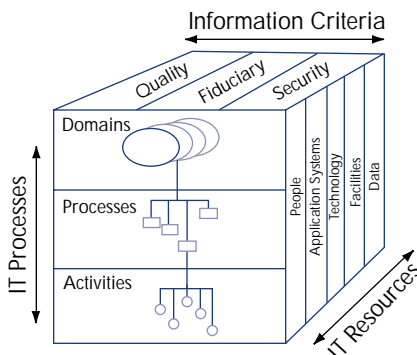 Information Criteria
Quality
Fiduciary
Security
Domains
Processes
Activities
IT Processes
People
Application Systems
Technology
Facilities
Data
IT Resources